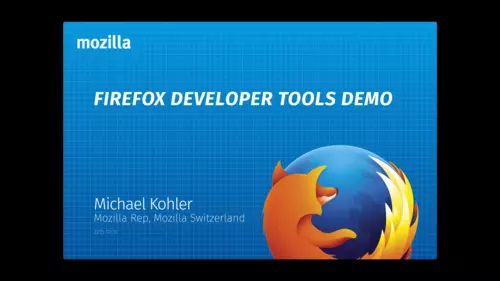 mozilla
FIREFOX DEVELOPER TOOLS DEMO
Michael Kohler
Mozilla Rep, Mozilla Switzerland